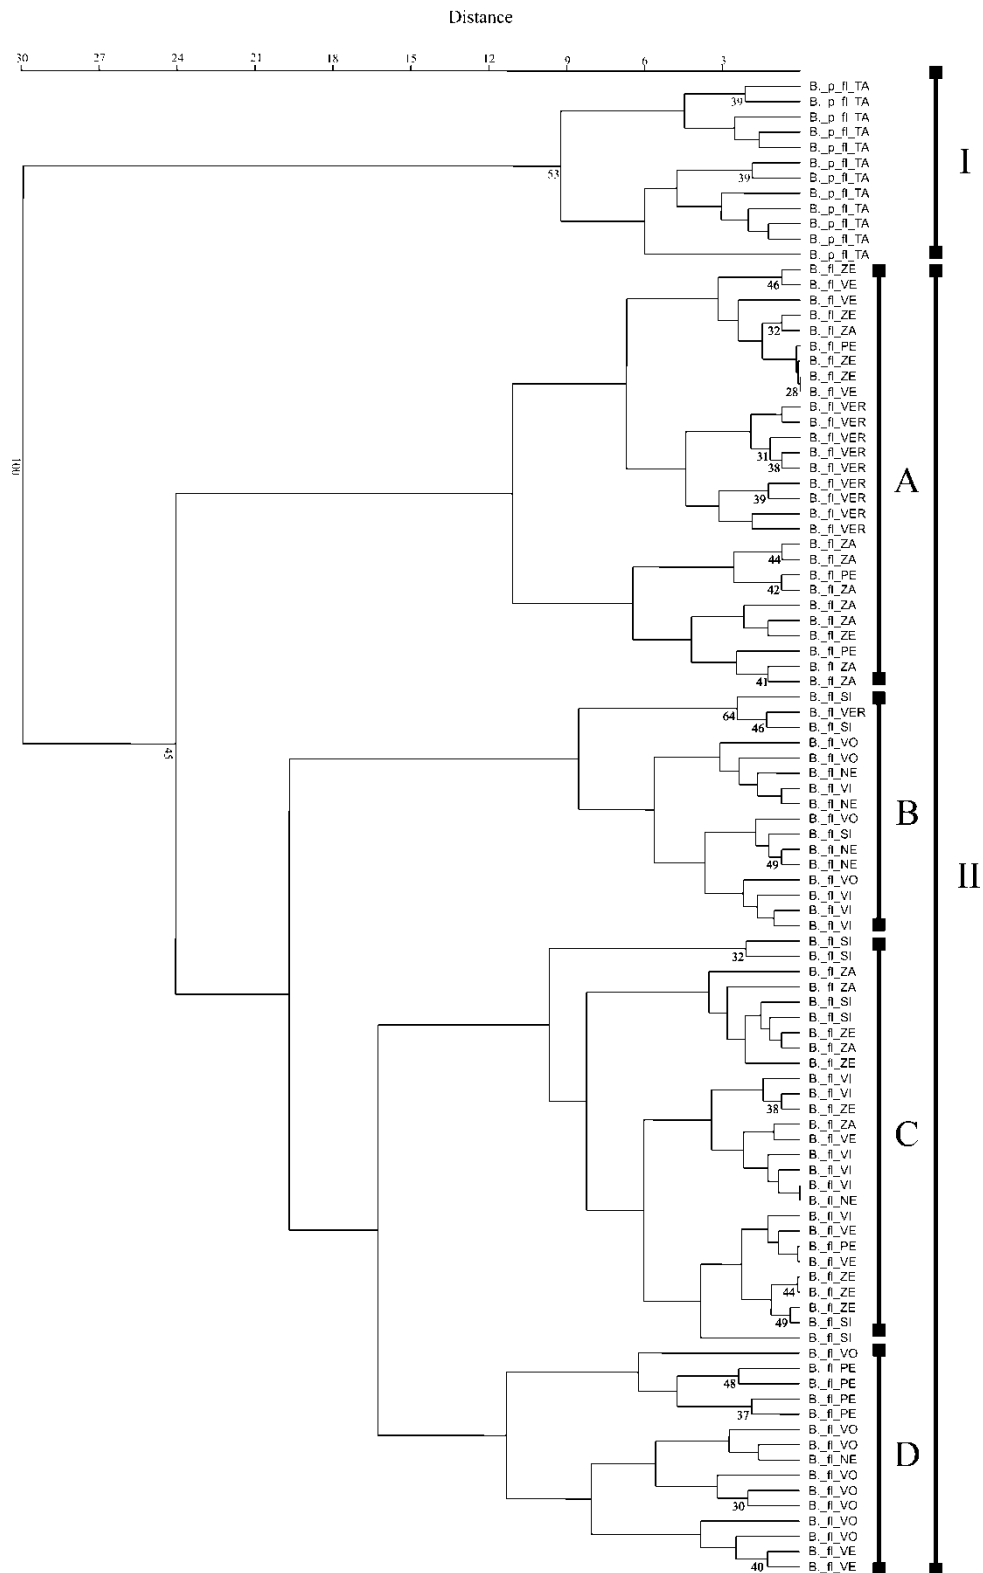 Distance
30 27 24 21 18 15 12 9 6 3
B._p_fl_TA
39 B._p_fl_TA
B._p_fl_TA
B._p_fl_TA
B._p_fl_TA
53 B._p_fl_TA
39 B._p_fl_TA
I
B._p_fl_TA
B._p_fl_TA
B._p_fl_TA
B._p_fl_TA
B._p_fl_TA
B._fl_ZE
46 B._fl_VE
B._fl_VE
B._fl_ZE
32 B._fl_ZA
B._fl_PE
B._fl_ZE
B._fl_ZE
28 B._fl_VE
B._fl_VER
B._fl_VER
B._fl_VER
31 B._fl_VER
100 38 B._fl_VER
A
B._fl_VER
39 B._fl_VER
B._fl_VER
B._fl_VER
B._fl_ZA
44 B._fl_ZA
B._fl_PE
42 B._fl_ZA
B._fl_ZA
B._fl_ZA
B._fl_ZE
B._fl_PE
B._fl_ZA
41 B._fl_ZA
B._fl_SI
64 B._fl_VER
46 B._fl_SI
B._fl_VO
45 B._fl_VO
B._fl_NE
B._fl_VI
B._fl_NE
B
B._fl_VO
B._fl_SI
B._fl_NE
49 B._fl_NE
II
B._fl_VO
B._fl_VI
B._fl_VI
B._fl_VI
B._fl_SI
32 B._fl_SI
B._fl_ZA
B._fl_ZA
B._fl_SI
B._fl_SI
B._fl_ZE
B._fl_ZA
B._fl_ZE
B._fl_VI
B._fl_VI
38 B._fl_ZE
B._fl_ZA
C
B._fl_VE
B._fl_VI
B._fl_VI
B._fl_VI
B._fl_NE
B._fl_VI
B._fl_VE
B._fl_PE
B._fl_VE
B._fl_ZE
44 B._fl_ZE
B._fl_ZE
49 B._fl_SI
B._fl_SI
B._fl_VO
B._fl_PE
48 B._fl_PE
B._fl_PE
37 B._fl_PE
B._fl_VO
B._fl_VO
D
B._fl_NE
B._fl_VO
B._fl_VO
30 B._fl_VO
B._fl_VO
B._fl_VO
B._fl_VE
40 B._fl_VE